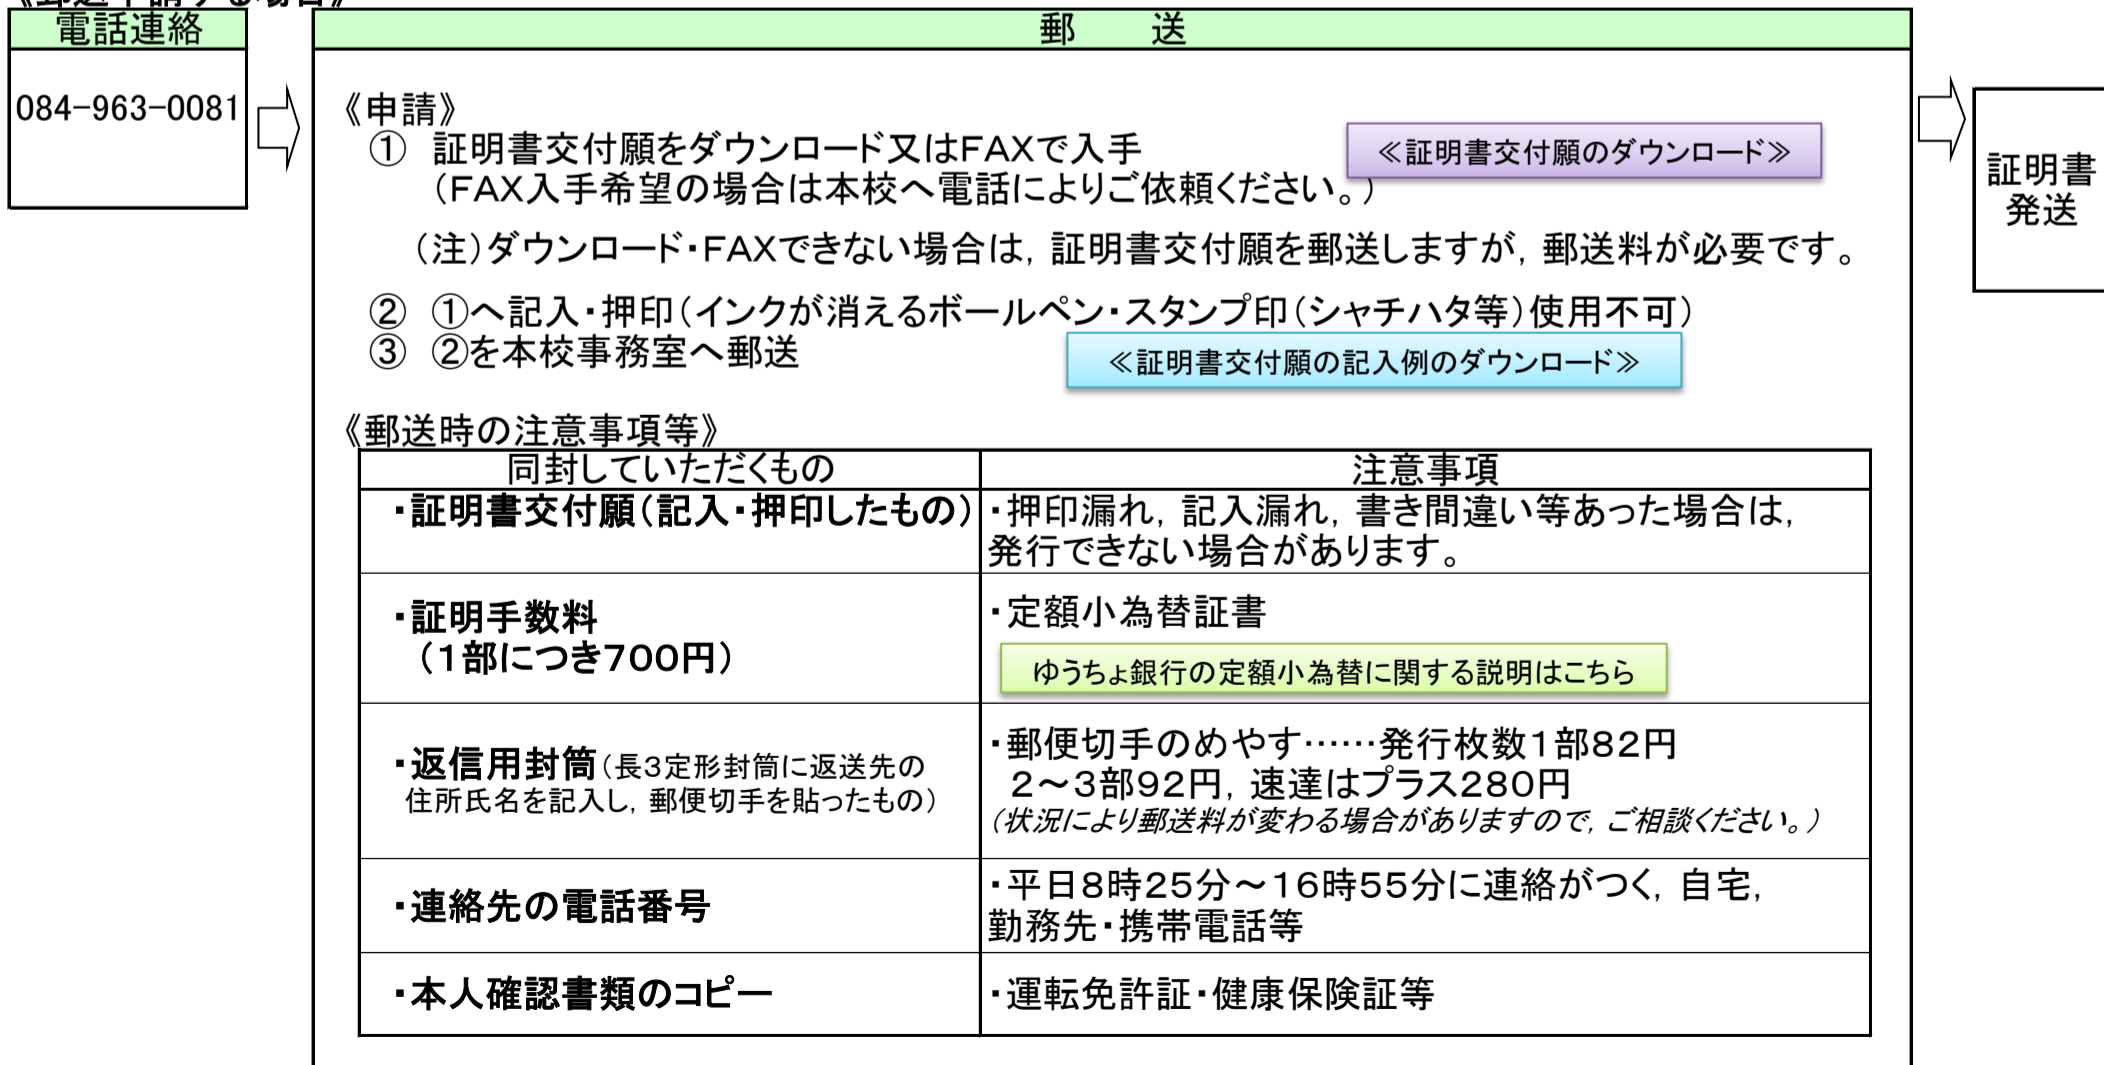 《郵送申請する場合》
電話連絡
084-963-0081
郵　送
《申請》
① 証明書交付願をダウンロード又はFAXで入手
≪証明書交付願のダウンロード≫
（FAX入手希望の場合は本校へ電話によりご依頼ください。）
（注）ダウンロード・FAXできない場合は，証明書交付願を郵送しますが，郵送料が必要です。
② ①へ記入・押印（インクが消えるボールペン・スタンプ印（シャチハタ等）使用不可）
③ ②を本校事務室へ郵送
≪証明書交付願の記入例のダウンロード≫
《郵送時の注意事項等》
同封していただくもの
注意事項
・証明書交付願（記入・押印したもの）
・押印漏れ，記入漏れ，書き間違い等あった場合は，
発行できない場合があります。
・証明手数料
（１部につき７００円）
・定額小為替証書
ゆうちょ銀行の定額小為替に関する説明はこちら
・返信用封筒（長３定形封筒に返送先の
住所氏名を記入し，郵便切手を貼ったもの）
・郵便切手のめやす……発行枚数１部８２円
２～３部９２円，速達はプラス２８０円
（状況により郵送料が変わる場合がありますので，ご相談ください。）
・連絡先の電話番号
・平日８時２５分～１６時５５分に連絡がつく，自宅，
勤務先・携帯電話等
・本人確認書類のコピー
・運転免許証・健康保険証等
証明書
発送